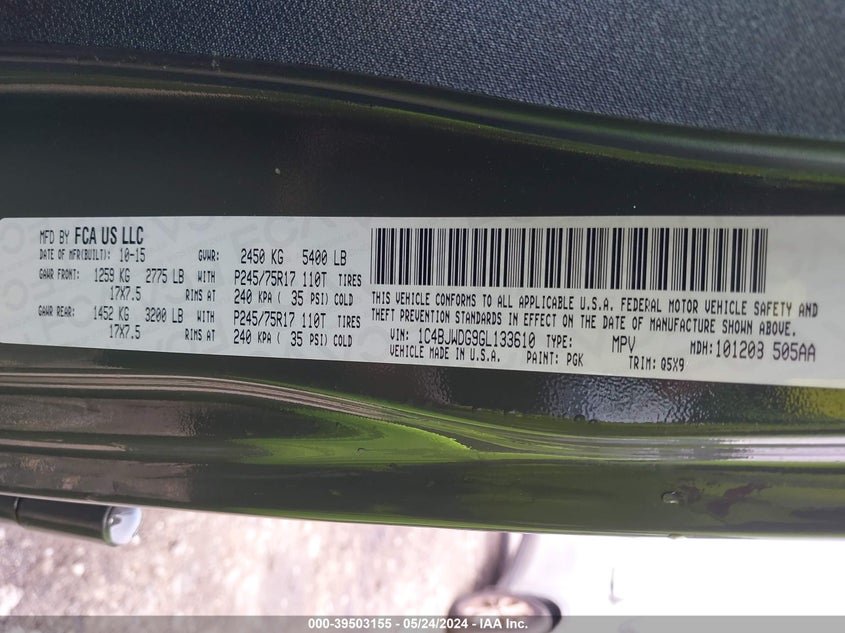 MFD BY FCA US LLC
DATE OF MFR(BUILT): 10-15 GVWR: 2450 KG 5400 LB
GAWR FRONT: 1259 KG 2775 LB WITH P245/75R17 110T TIRES
17X7.5 RIMS AT 240 KPA ( 35 PSI) COLD
GAWR REAR: 1452 KG 3200 LB WITH P245/75R17 110T TIRES
17X7.5 RIMS AT 240 KPA ( 35 PSI) COLD
THIS VEHICLE CONFORMS TO ALL APPLICABLE U.S.A. FEDERAL MOTOR VEHICLE SAFETY AND
THEFT PREVENTION STANDARDS IN EFFECT ON THE DATE OF MANUFACTURE SHOWN ABOVE.
VIN: 1C4BJWDG9GL133610 TYPE: MPV MDH: 101203 505AA
VEHICLE MADE IN U.S.A. PAINT: PGK TRIM: Q5X9
000-39503155 — 05/24/2024 — IAA Inc.